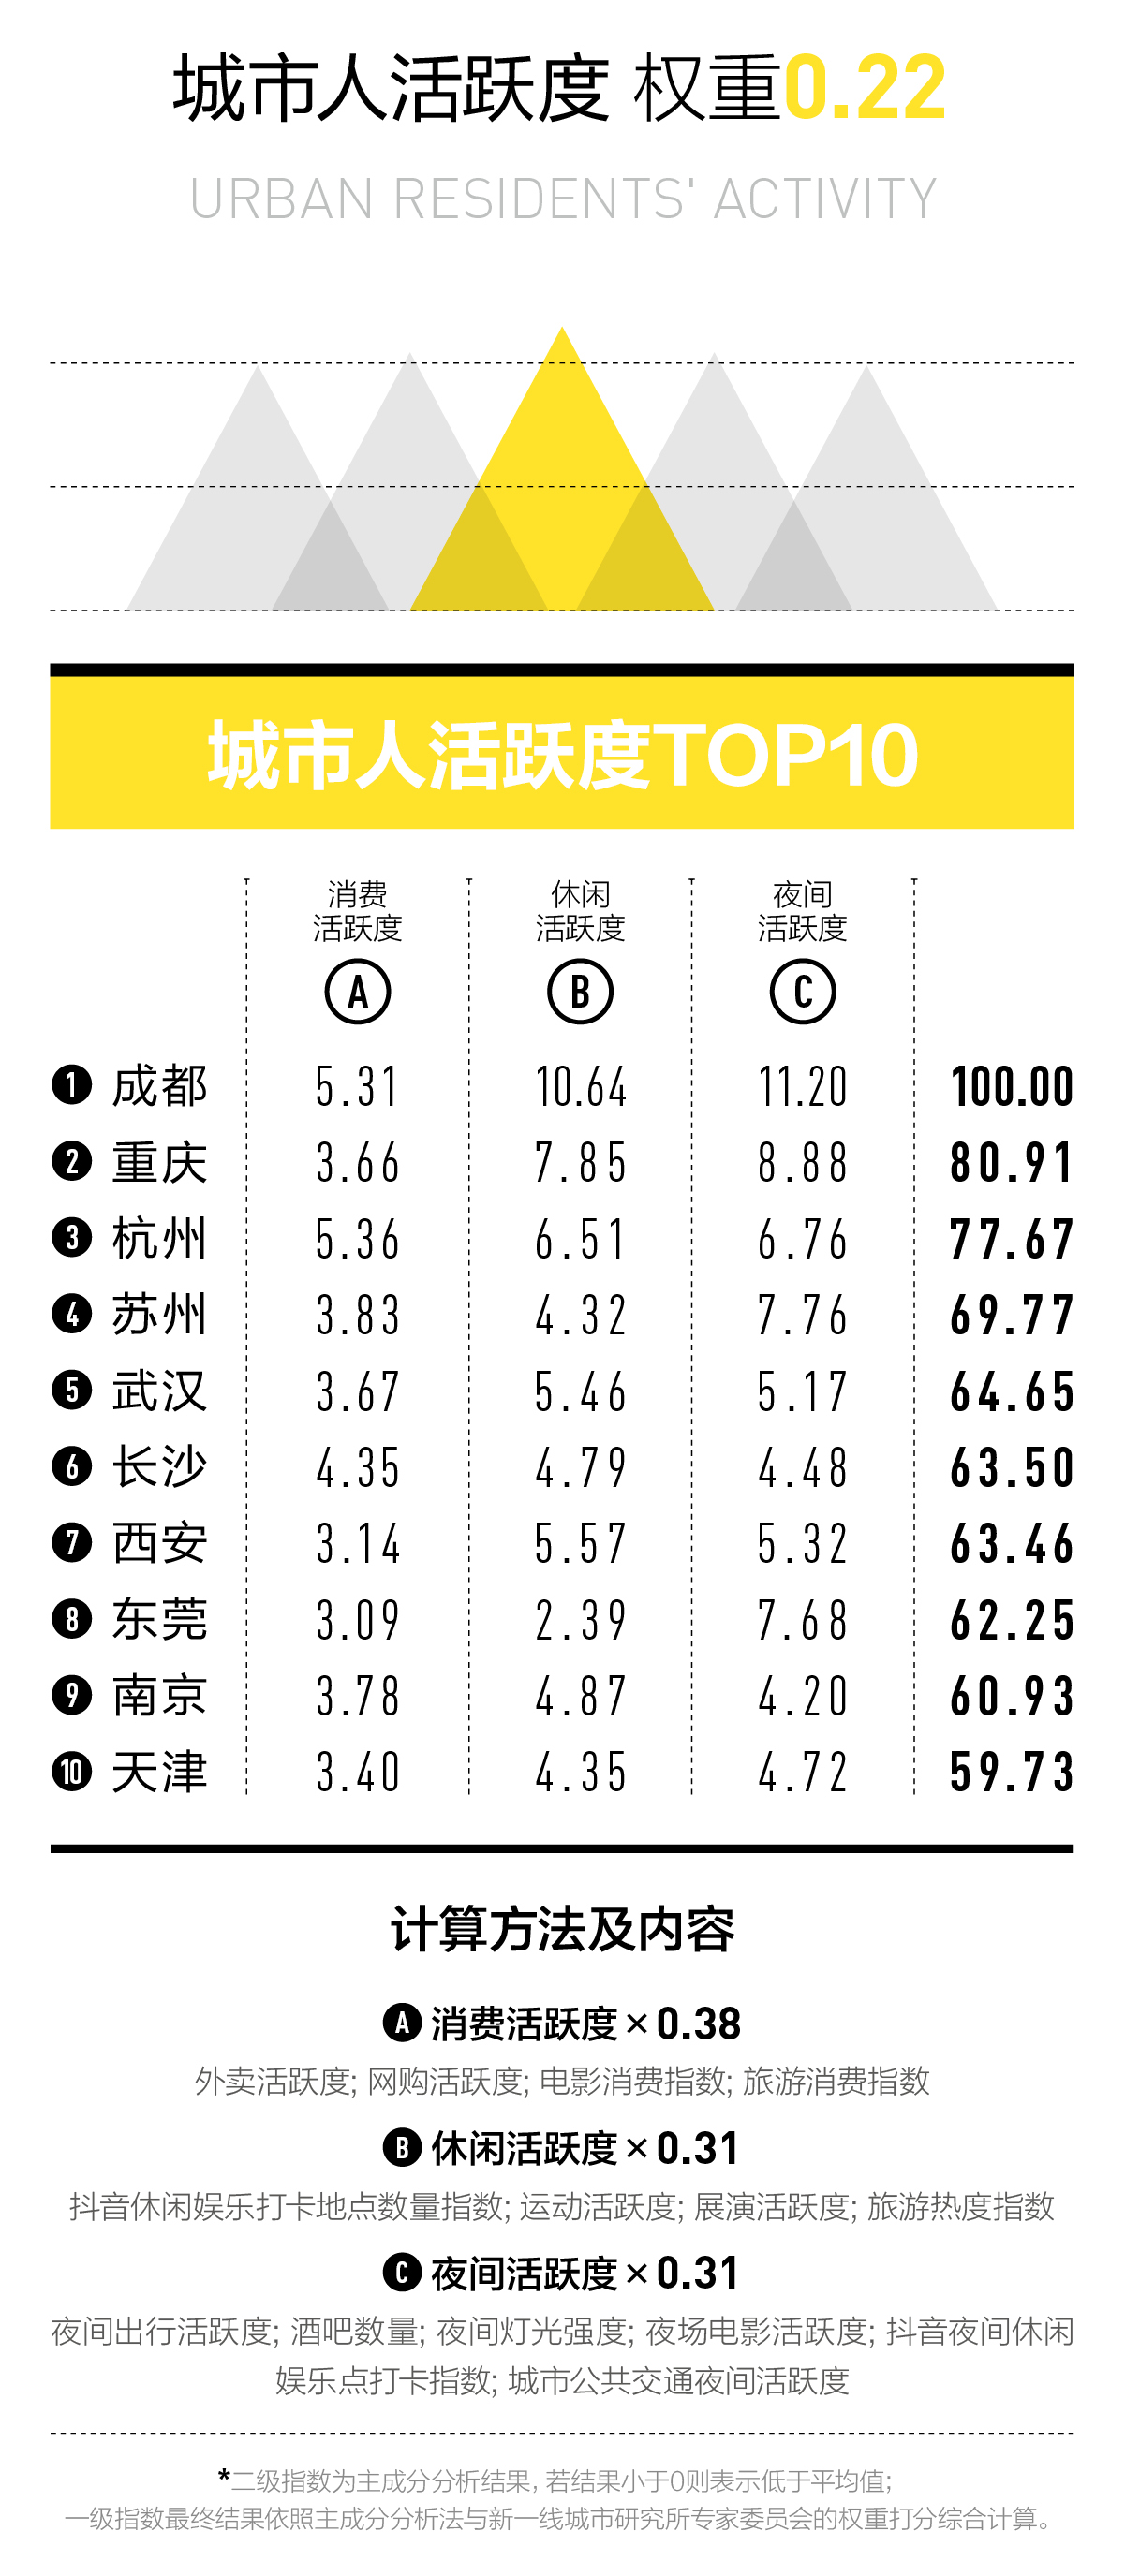 城市人活跃度 权重0.22
URBAN RESIDENTS' ACTIVITY
城市人活跃度TOP10
消费 休闲 夜间
活跃度 活跃度 活跃度
A B C
1 成都 5.31 10.64 11.20 100.00
2 重庆 3.66 7.85 8.88 80.91
3 杭州 5.36 6.51 6.76 77.67
4 苏州 3.83 4.32 7.76 69.77
5 武汉 3.67 5.46 5.17 64.65
6 长沙 4.35 4.79 4.48 63.50
7 西安 3.14 5.57 5.32 63.46
8 东莞 3.09 2.39 7.68 62.25
9 南京 3.78 4.87 4.20 60.93
10 天津 3.40 4.35 4.72 59.73
计算方法及内容
A 消费活跃度×0.38
外卖活跃度; 网购活跃度; 电影消费指数; 旅游消费指数
B 休闲活跃度×0.31
抖音休闲娱乐打卡地点数量指数; 运动活跃度; 展演活跃度; 旅游热度指数
C 夜间活跃度×0.31
夜间出行活跃度; 酒吧数量; 夜间灯光强度; 夜场电影活跃度; 抖音夜间休闲
娱乐点打卡指数; 城市公共交通夜间活跃度
*二级指数为主成分分析结果，若结果小于0则表示低于平均值；
一级指数最终结果依照主成分分析法与新一线城市研究所专家委员会的权重打分综合计算。